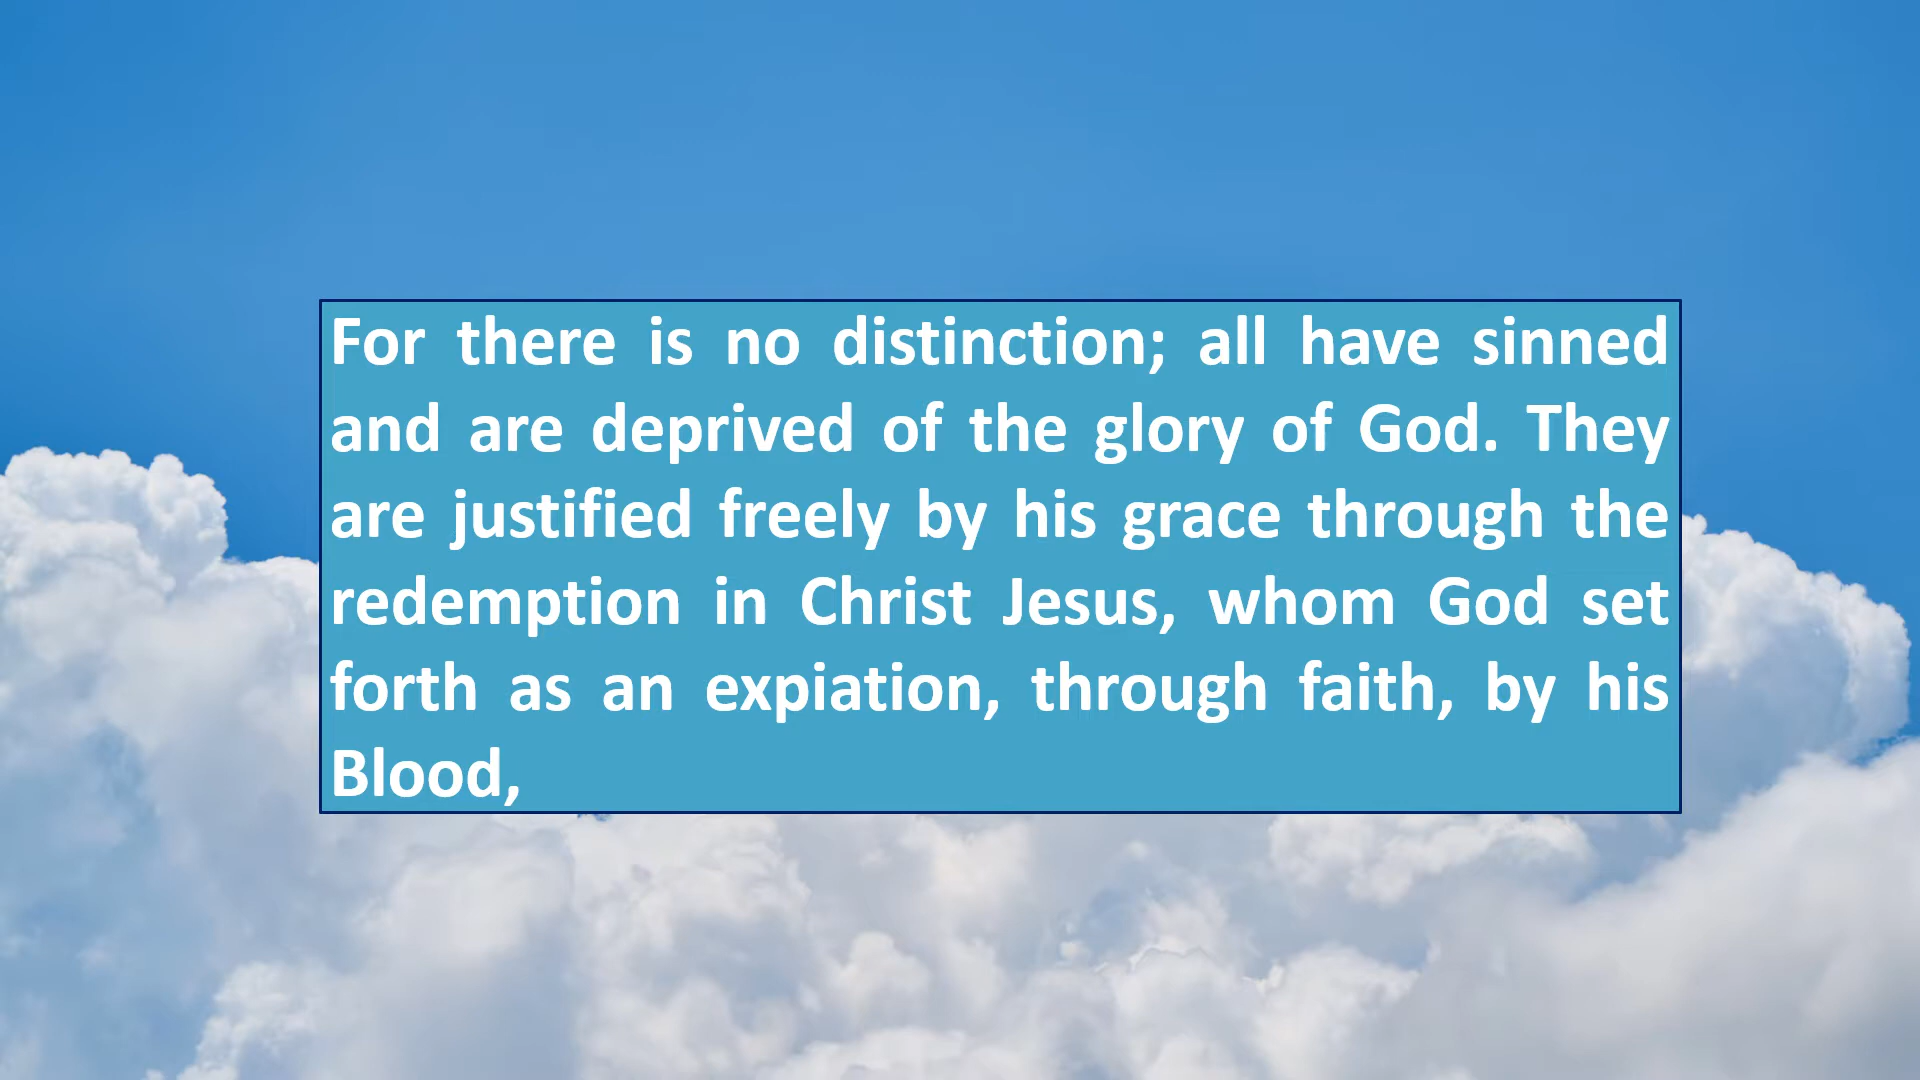 For there is no distinction; all have sinned
and are deprived of the glory of God. They
are justified freely by his grace through the
redemption in Christ Jesus, whom God set
forth as an expiation, through faith, by his
Blood,